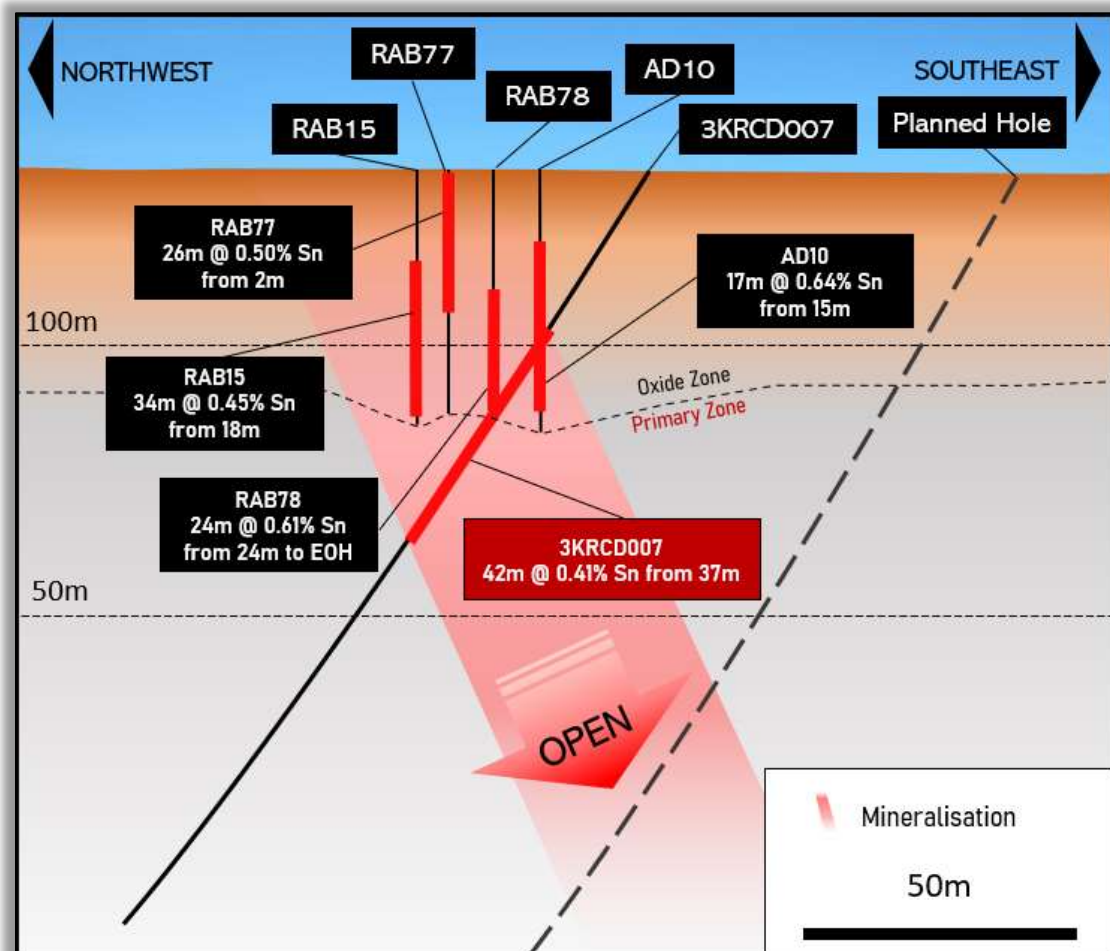 NORTHWEST
SOUTHEAST
RAB77
AD10
RAB78
RAB15
3KRCD007
Planned Hole
RAB77
26m @ 0.50% Sn
from 2m
AD10
17m @ 0.64% Sn
from 15m
100m
RAB15
34m @ 0.45% Sn
from 18m
Oxide Zone
Primary Zone
RAB78
24m @ 0.61% Sn
from 24m to EOH
3KRCD007
42m @ 0.41% Sn from 37m
50m
OPEN
Mineralisation
50m